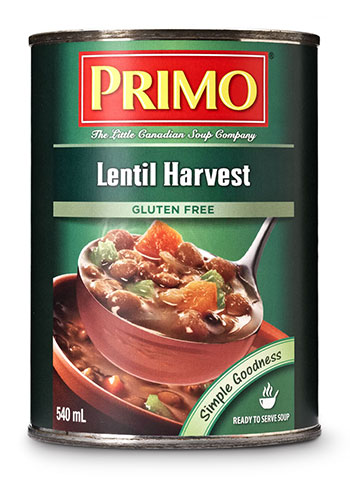 PRIMO®
The Little Canadian Soup Company
Lentil Harvest
GLUTEN FREE
Simple Goodness
540 mL
READY TO SERVE SOUP